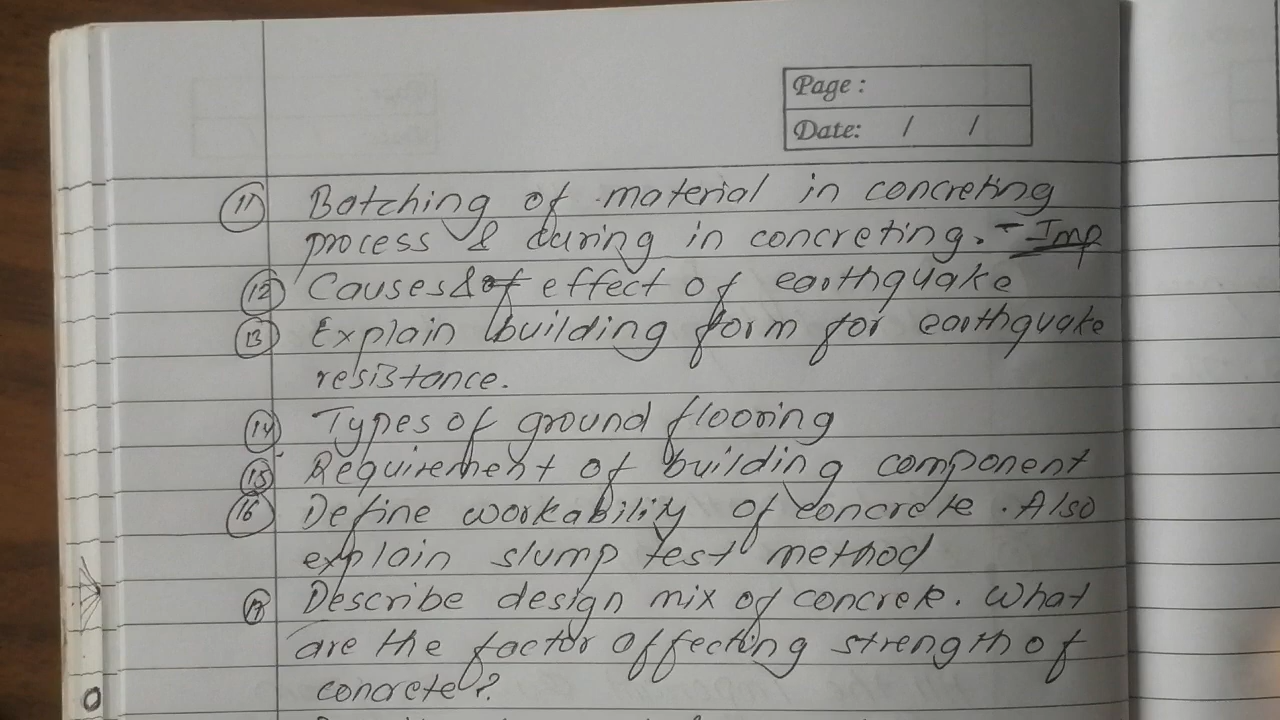 Page:
Date: / /
11 Batching of material in concreting
process & curing in concreting. - Imp
12 Causes & of effect of earthquake
13 Explain building form for earthquake
resistance.
14 Types of ground flooring
15 Requirement of building component
16 Define workability of concrete. Also
explain slump test method
17 Describe design mix of concrete. What
are the factor affecting strength of
concrete?